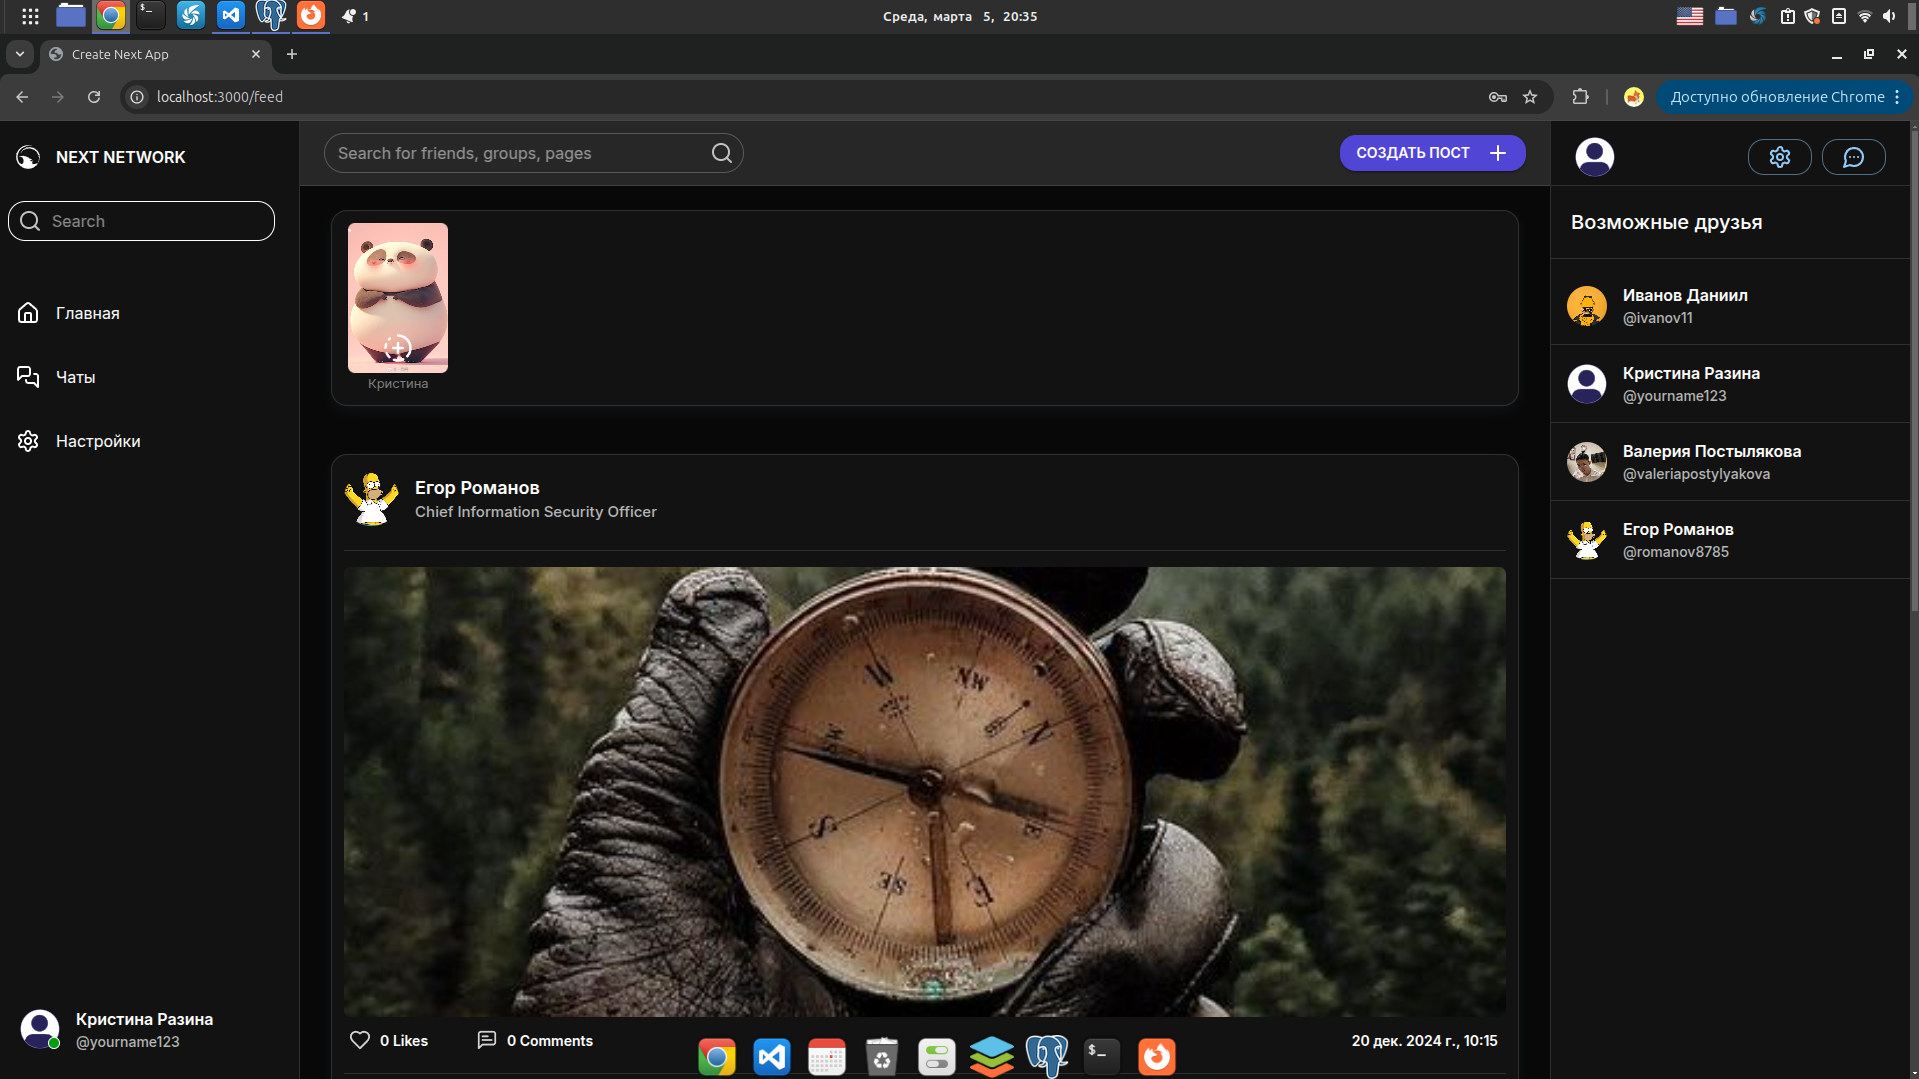 1
Среда, марта 5, 20:35
Create Next App
localhost:3000/feed
Доступно обновление Chrome
NEXT NETWORK
Search
Главная
Чаты
Настройки
Кристина Разина
@yourname123
Search for friends, groups, pages
СОЗДАТЬ ПОСТ
Кристина
Егор Романов
Chief Information Security Officer
NW
N
E
SE
S
0 Likes
0 Comments
20 дек. 2024 г., 10:15
Возможные друзья
Иванов Даниил
@ivanov11
Кристина Разина
@yourname123
Валерия Постылякова
@valeriapostylyakova
Егор Романов
@romanov8785